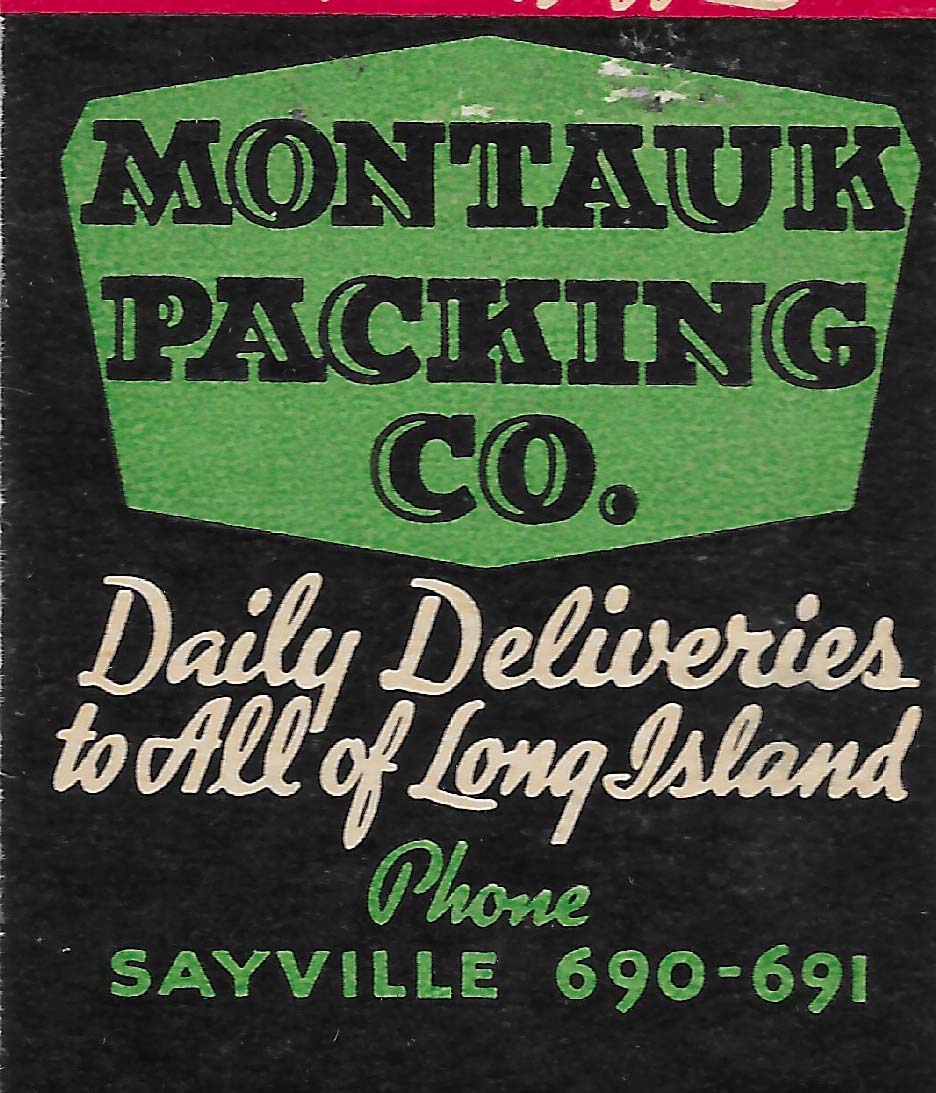 MONTAUK
PACKING
CO.
Daily Deliveries
to All of Long Island
Phone
SAYVILLE 690-691